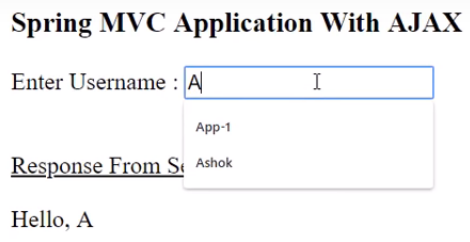 Spring MVC Application With AJAX
Enter Username : A
App-1
Ashok
Response From Se
Hello, A